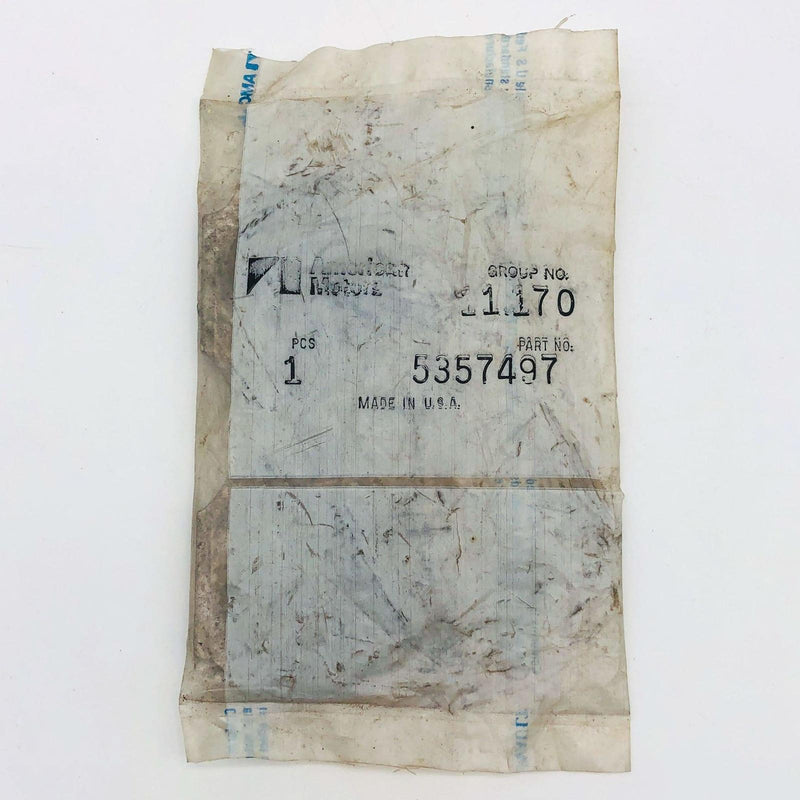 American GROUP NO.
Motors 11.170
PCS PART NO.
1 5357497
MADE IN U.S.A.